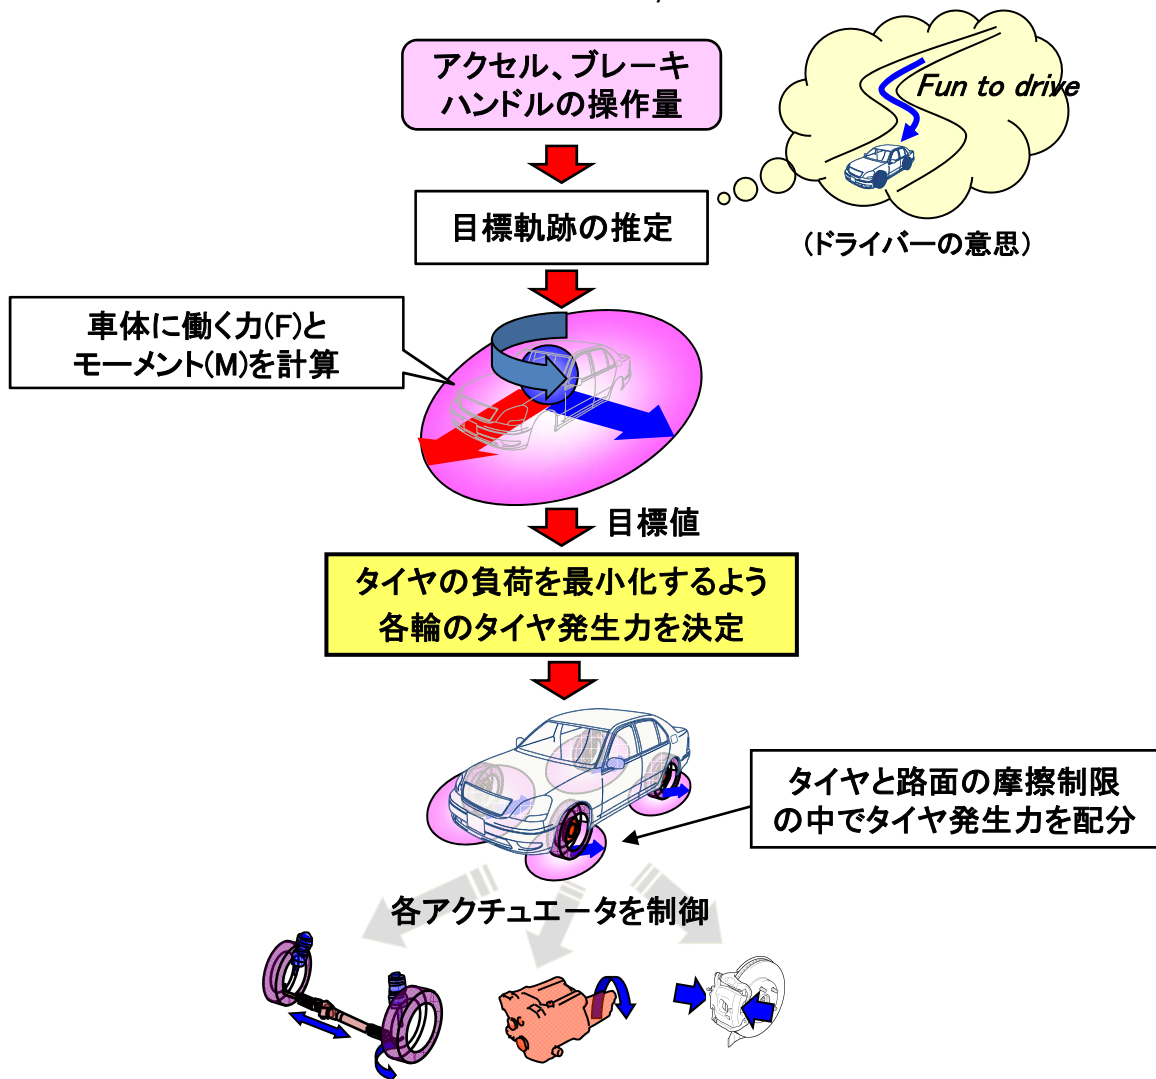 アクセル、ブレーキ
ハンドルの操作量
Fun to drive
目標軌跡の推定
(ドライバーの意思)
車体に働く力(F)と
モーメント(M)を計算
目標値
タイヤの負荷を最小化するよう
各輪のタイヤ発生力を決定
タイヤと路面の摩擦制限
の中でタイヤ発生力を配分
各アクチュエータを制御